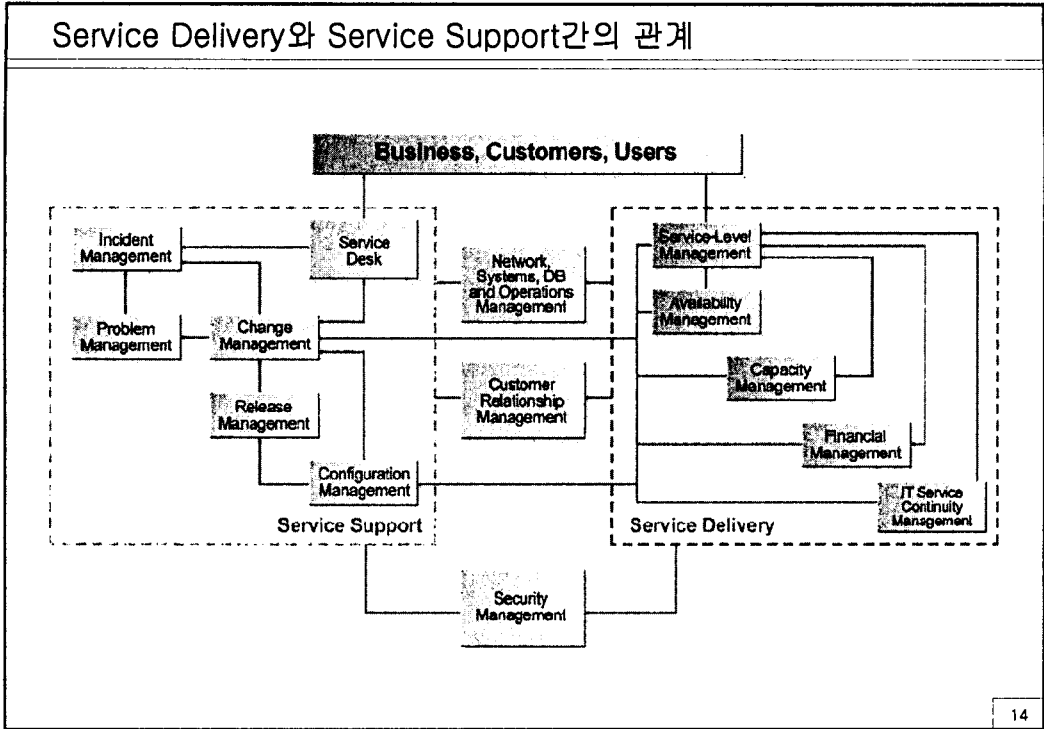 Service Delivery와 Service Support간의 관계
Business, Customers, Users
Incident
Management
Service
Desk
Problem
Management
Change
Management
Release
Management
Configuration
Management
Service Support
Network,
Systems, DB
and Operations
Management
Customer
Relationship
Management
Service-Level
Management
Availability
Management
Capacity
Management
Financial
Management
IT Service
Continuity
Management
Service Delivery
Security
Management
14